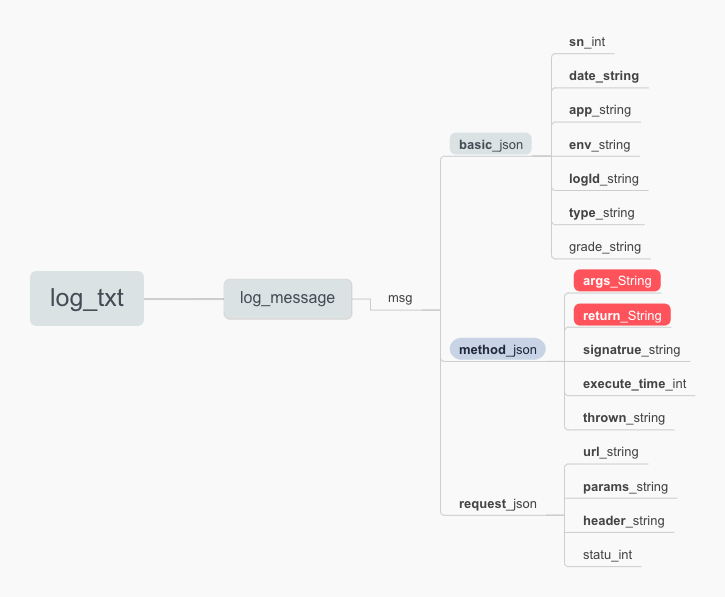 log_txt
log_message
msg
basic_json
sn_int
date_string
app_string
env_string
logId_string
type_string
grade_string
method_json
args_String
return_String
signatrue_string
execute_time_int
thrown_string
request_json
url_string
params_string
header_string
statu_int